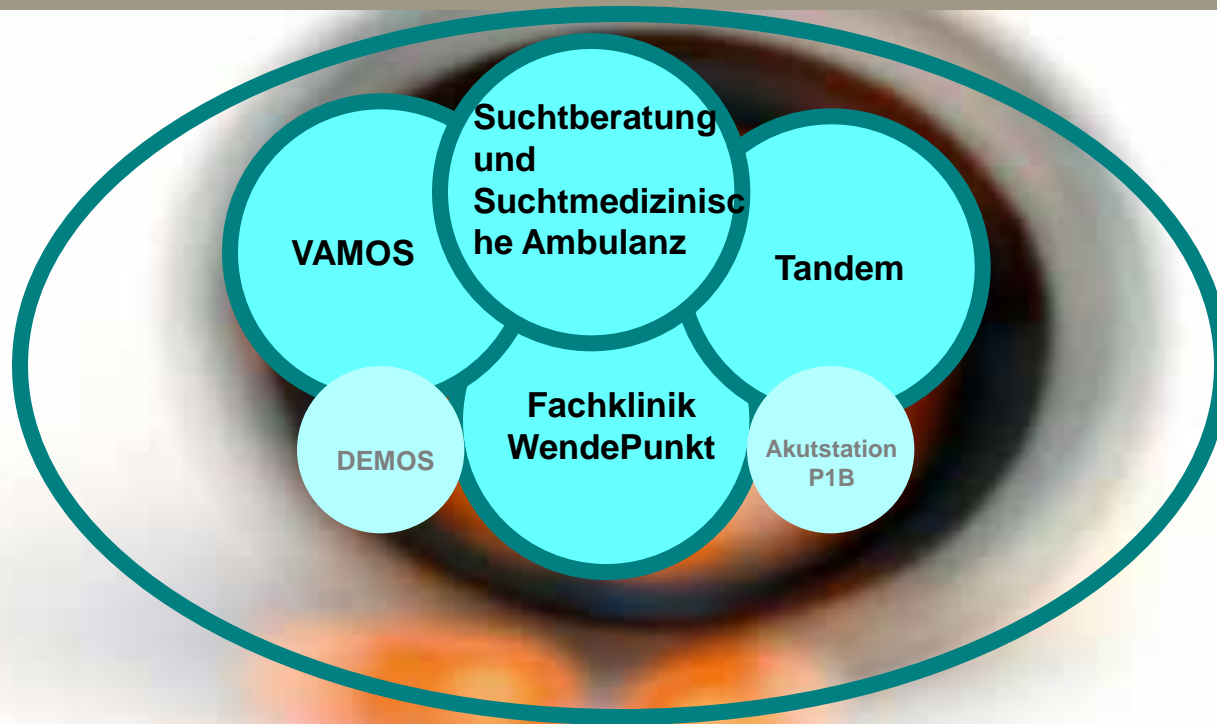 Suchtberatung
und
Suchtmedizinisc
he Ambulanz
VAMOS
Tandem
Fachklinik
WendePunkt
DEMOS
Akutstation
P1B